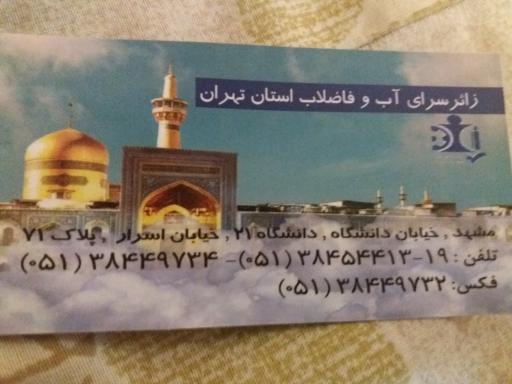 زائرسرای آب و فاضلاب استان تهران
مشهد , خیابان دانشگاه , دانشگاه ۲۱ , خیابان اسرار , پلاک ۷۱
تلفن : ۱۹-۳۸۴۵۴۴۱۳ (۰۵۱) - ۳۸۴۴۹۷۳۴ (۰۵۱)
فکس: ۳۸۴۴۹۷۳۲ (۰۵۱)